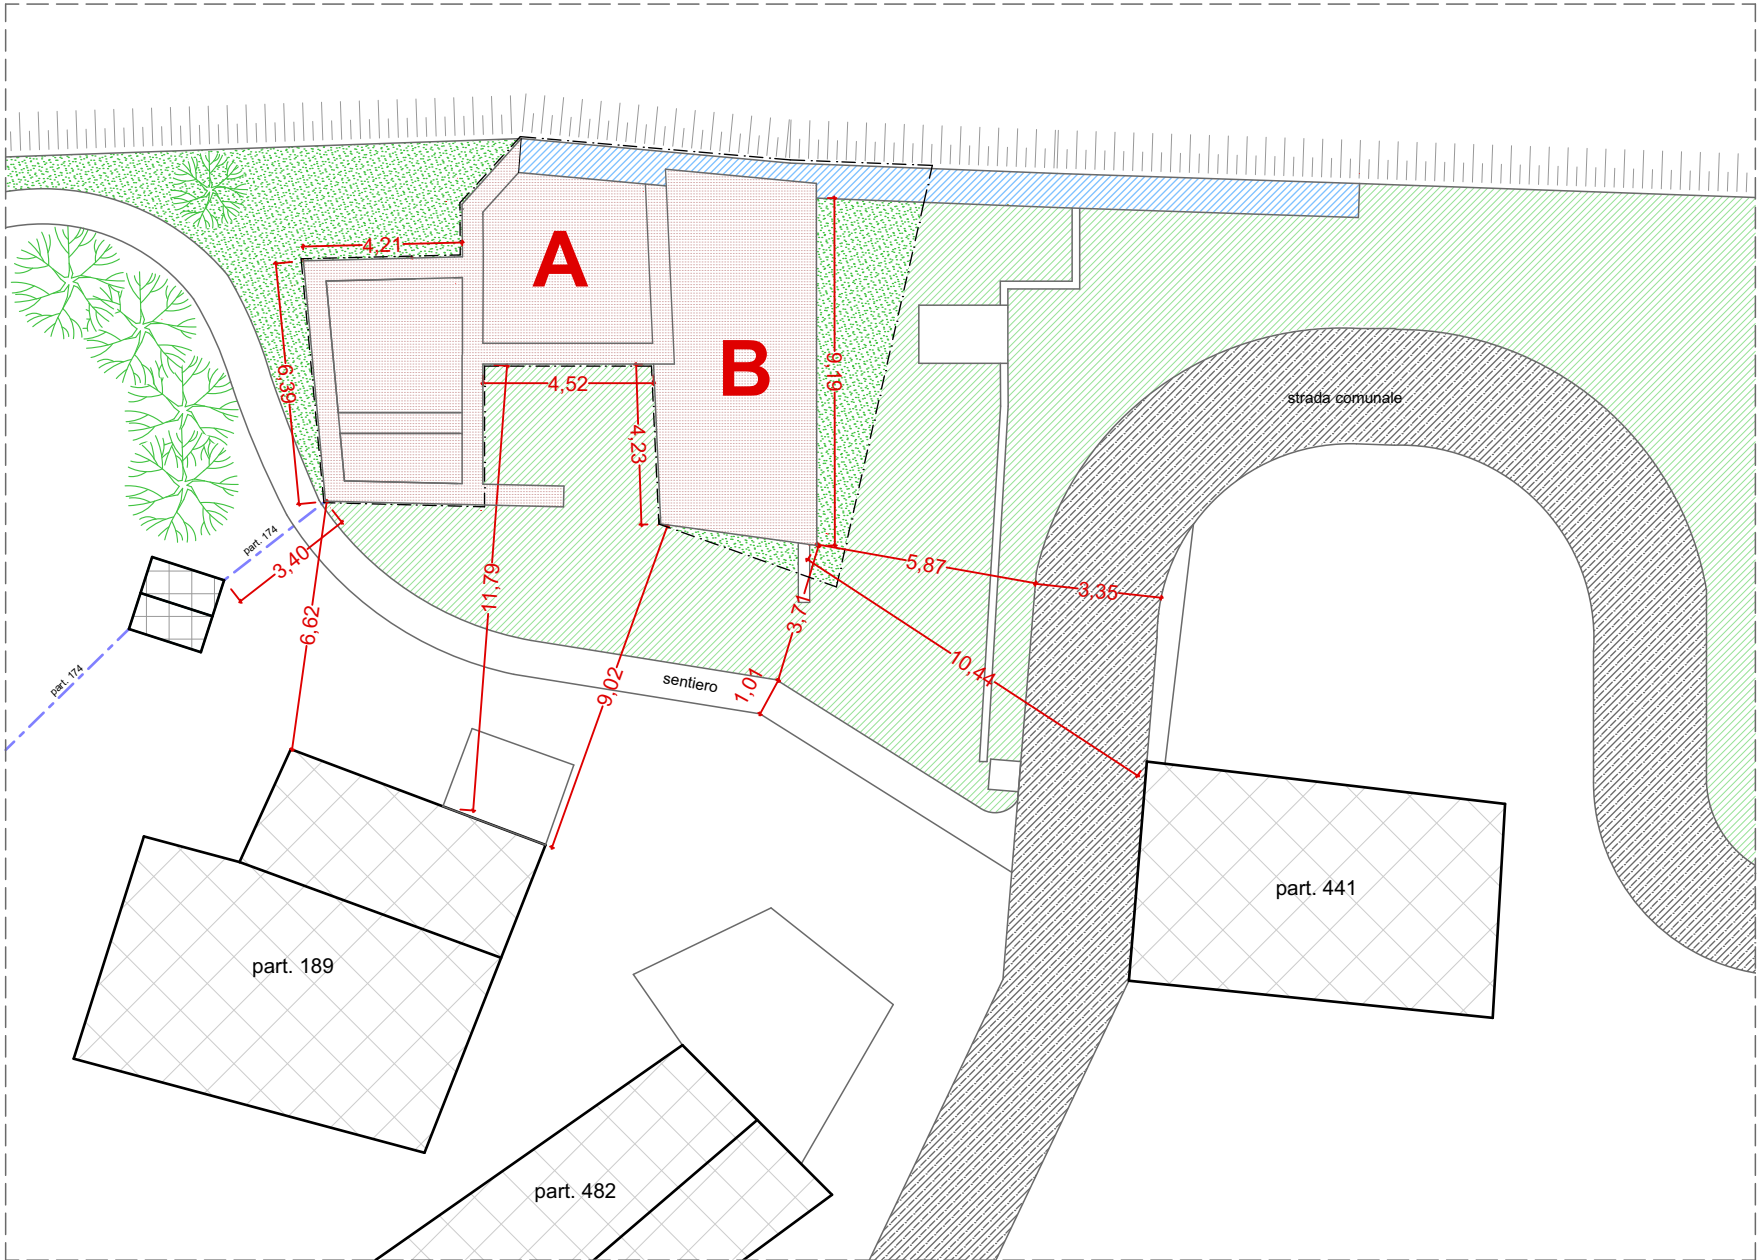 A
4,21
B
6,39
4,52
9,19
strada comunale
4,23
part. 174
3,40
5,87
3,35
11,79
6,62
3,71
10,44
part. 174
sentiero
1,01
9,02
part. 441
part. 189
part. 482